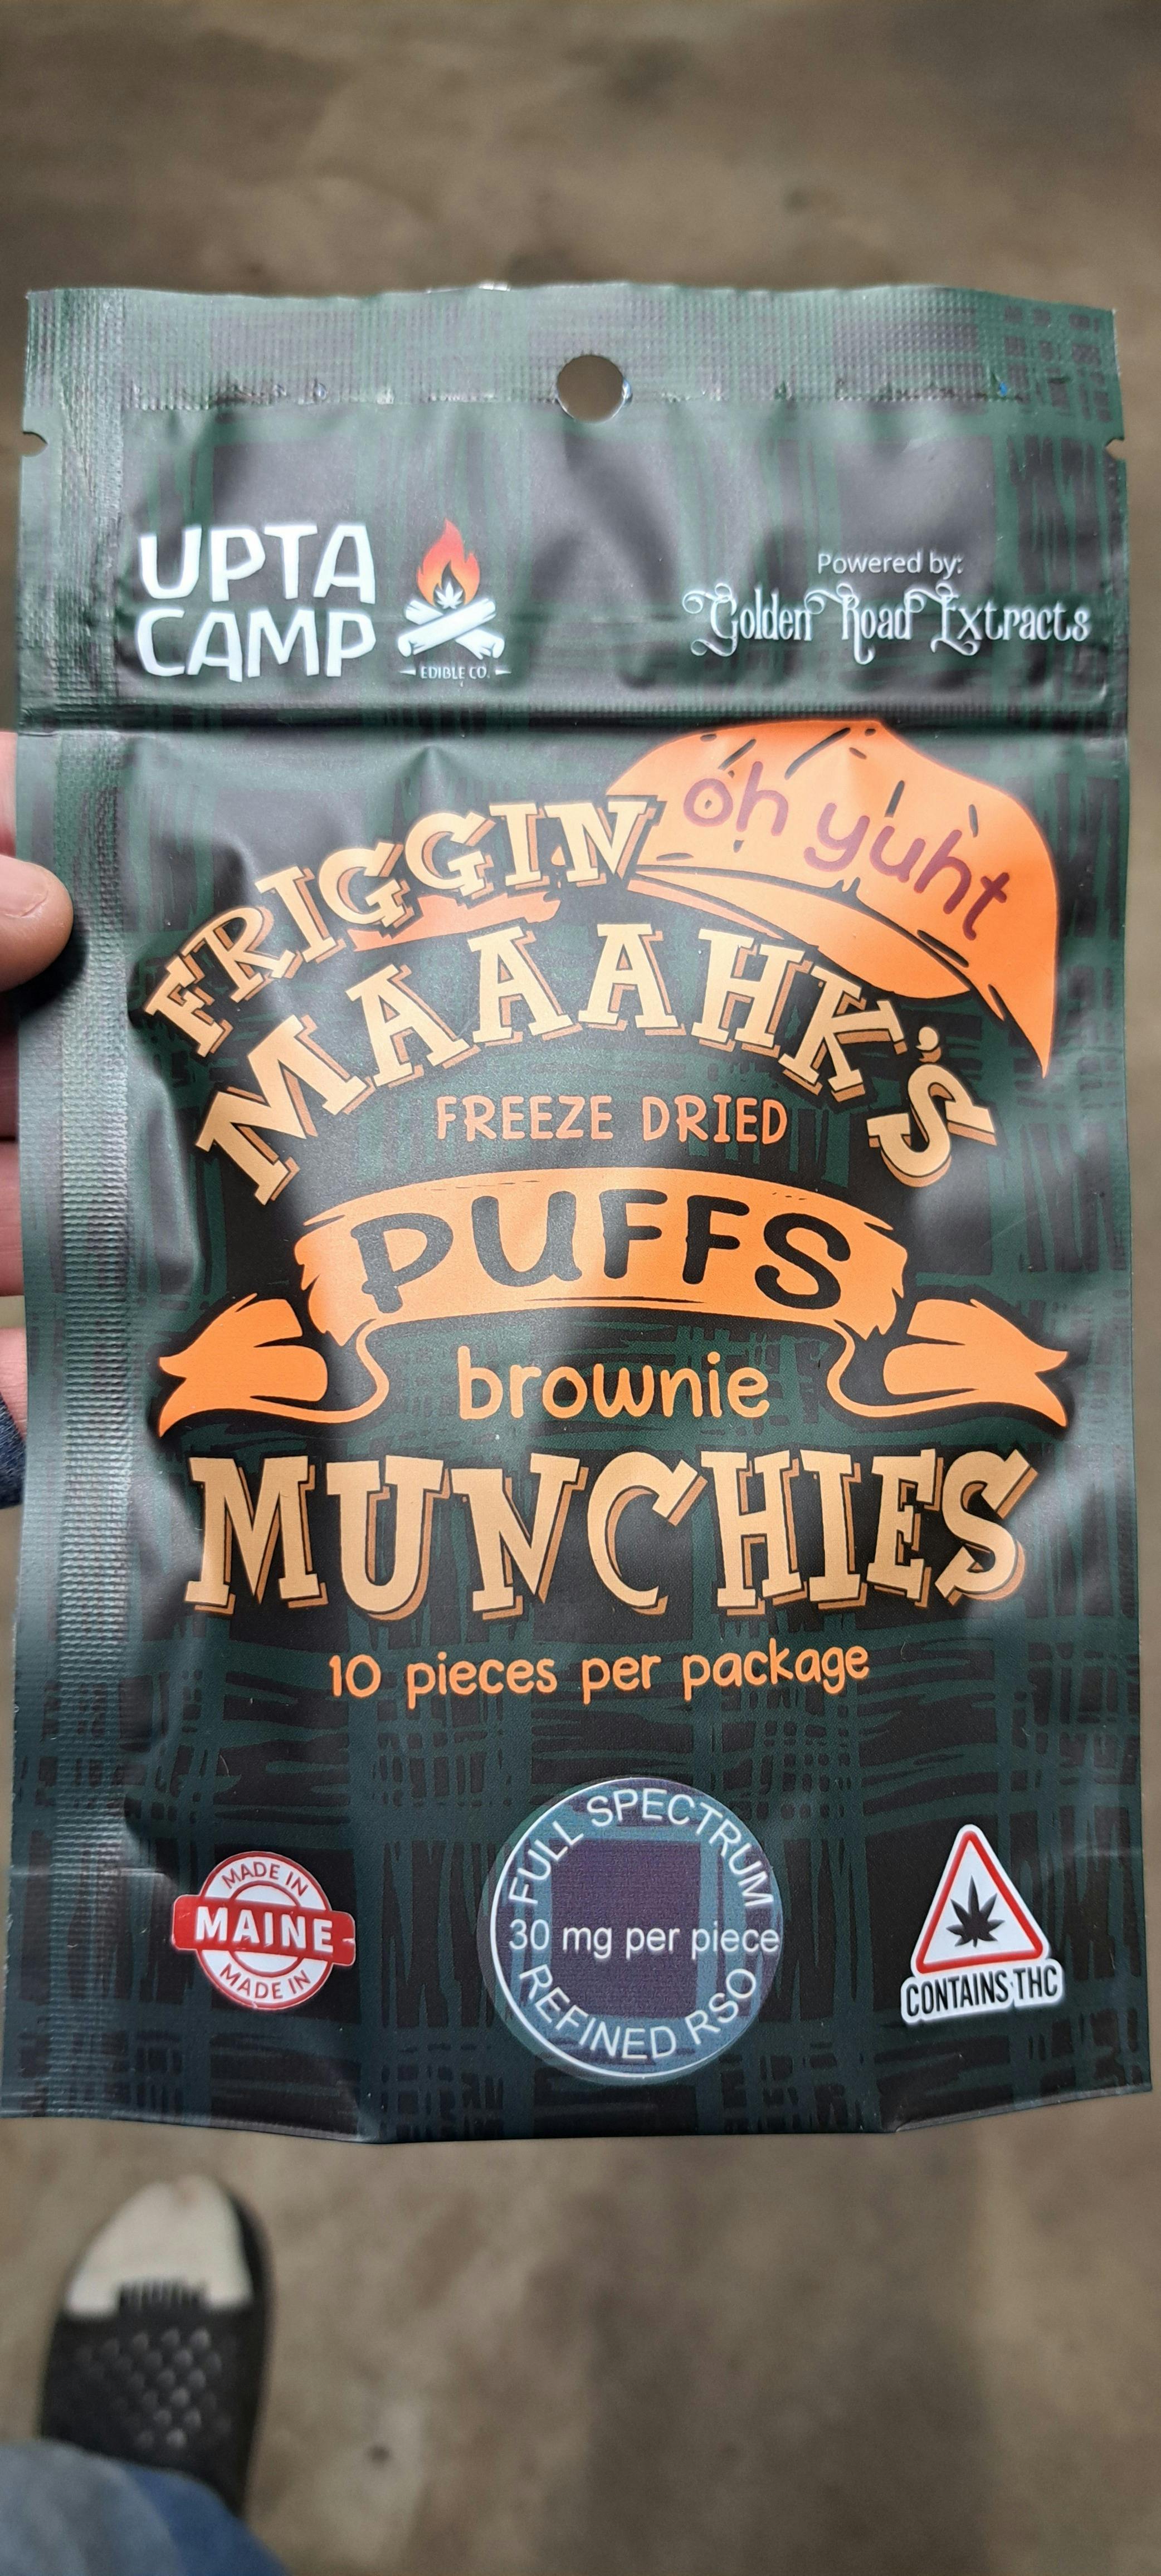 UPTA
CAMP
EDIBLE CO.
Powered by:
Golden Road Extracts
oh yuht
FRIGGIN
MAAAHK'S
FREEZE DRIED
PUFFS
brownie
MUNCHIES
10 pieces per package
MADE IN
MAINE
MADE IN
FULL SPECTRUM
30 mg per piece
REFINED RSO
CONTAINS THC